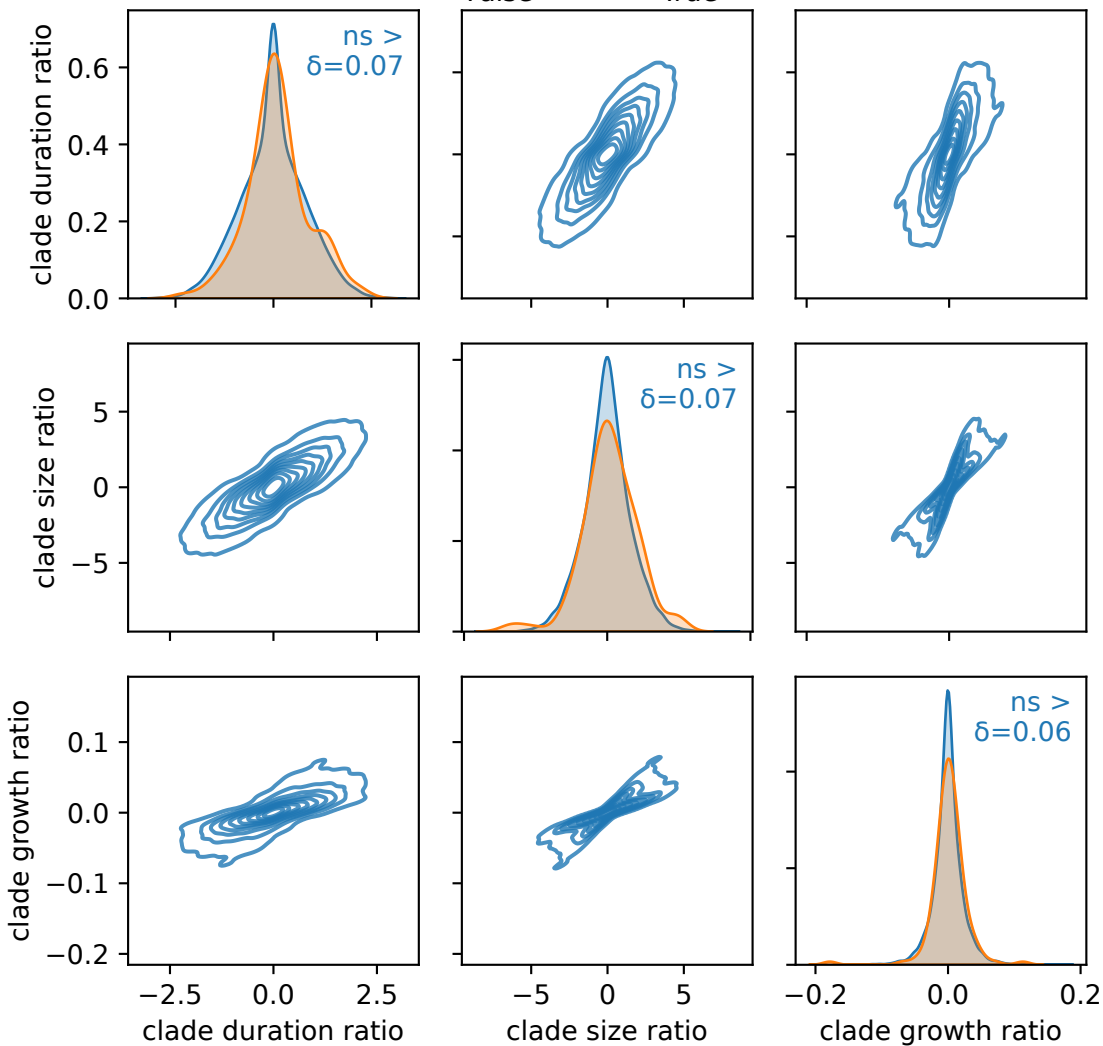 True
clade duration ratio
0.6
0.4
0.2
0.0
ns >
δ=0.07
clade size ratio
5
0
−5
ns >
δ=0.07
clade growth ratio
0.1
0.0
−0.1
−0.2
ns >
δ=0.06
−2.5 0.0 2.5
−5 0 5
−0.2 0.0 0.2
clade duration ratio
clade size ratio
clade growth ratio